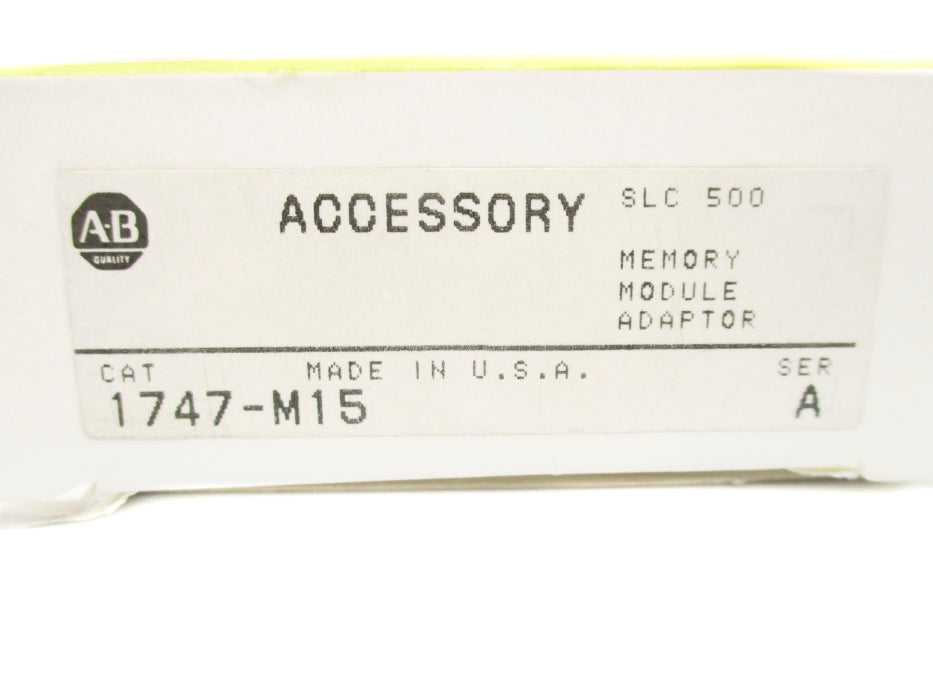 A-B
QUALITY
ACCESSORY
SLC 500
MEMORY
MODULE
ADAPTOR
CAT MADE IN U.S.A. SER
1747-M15 A